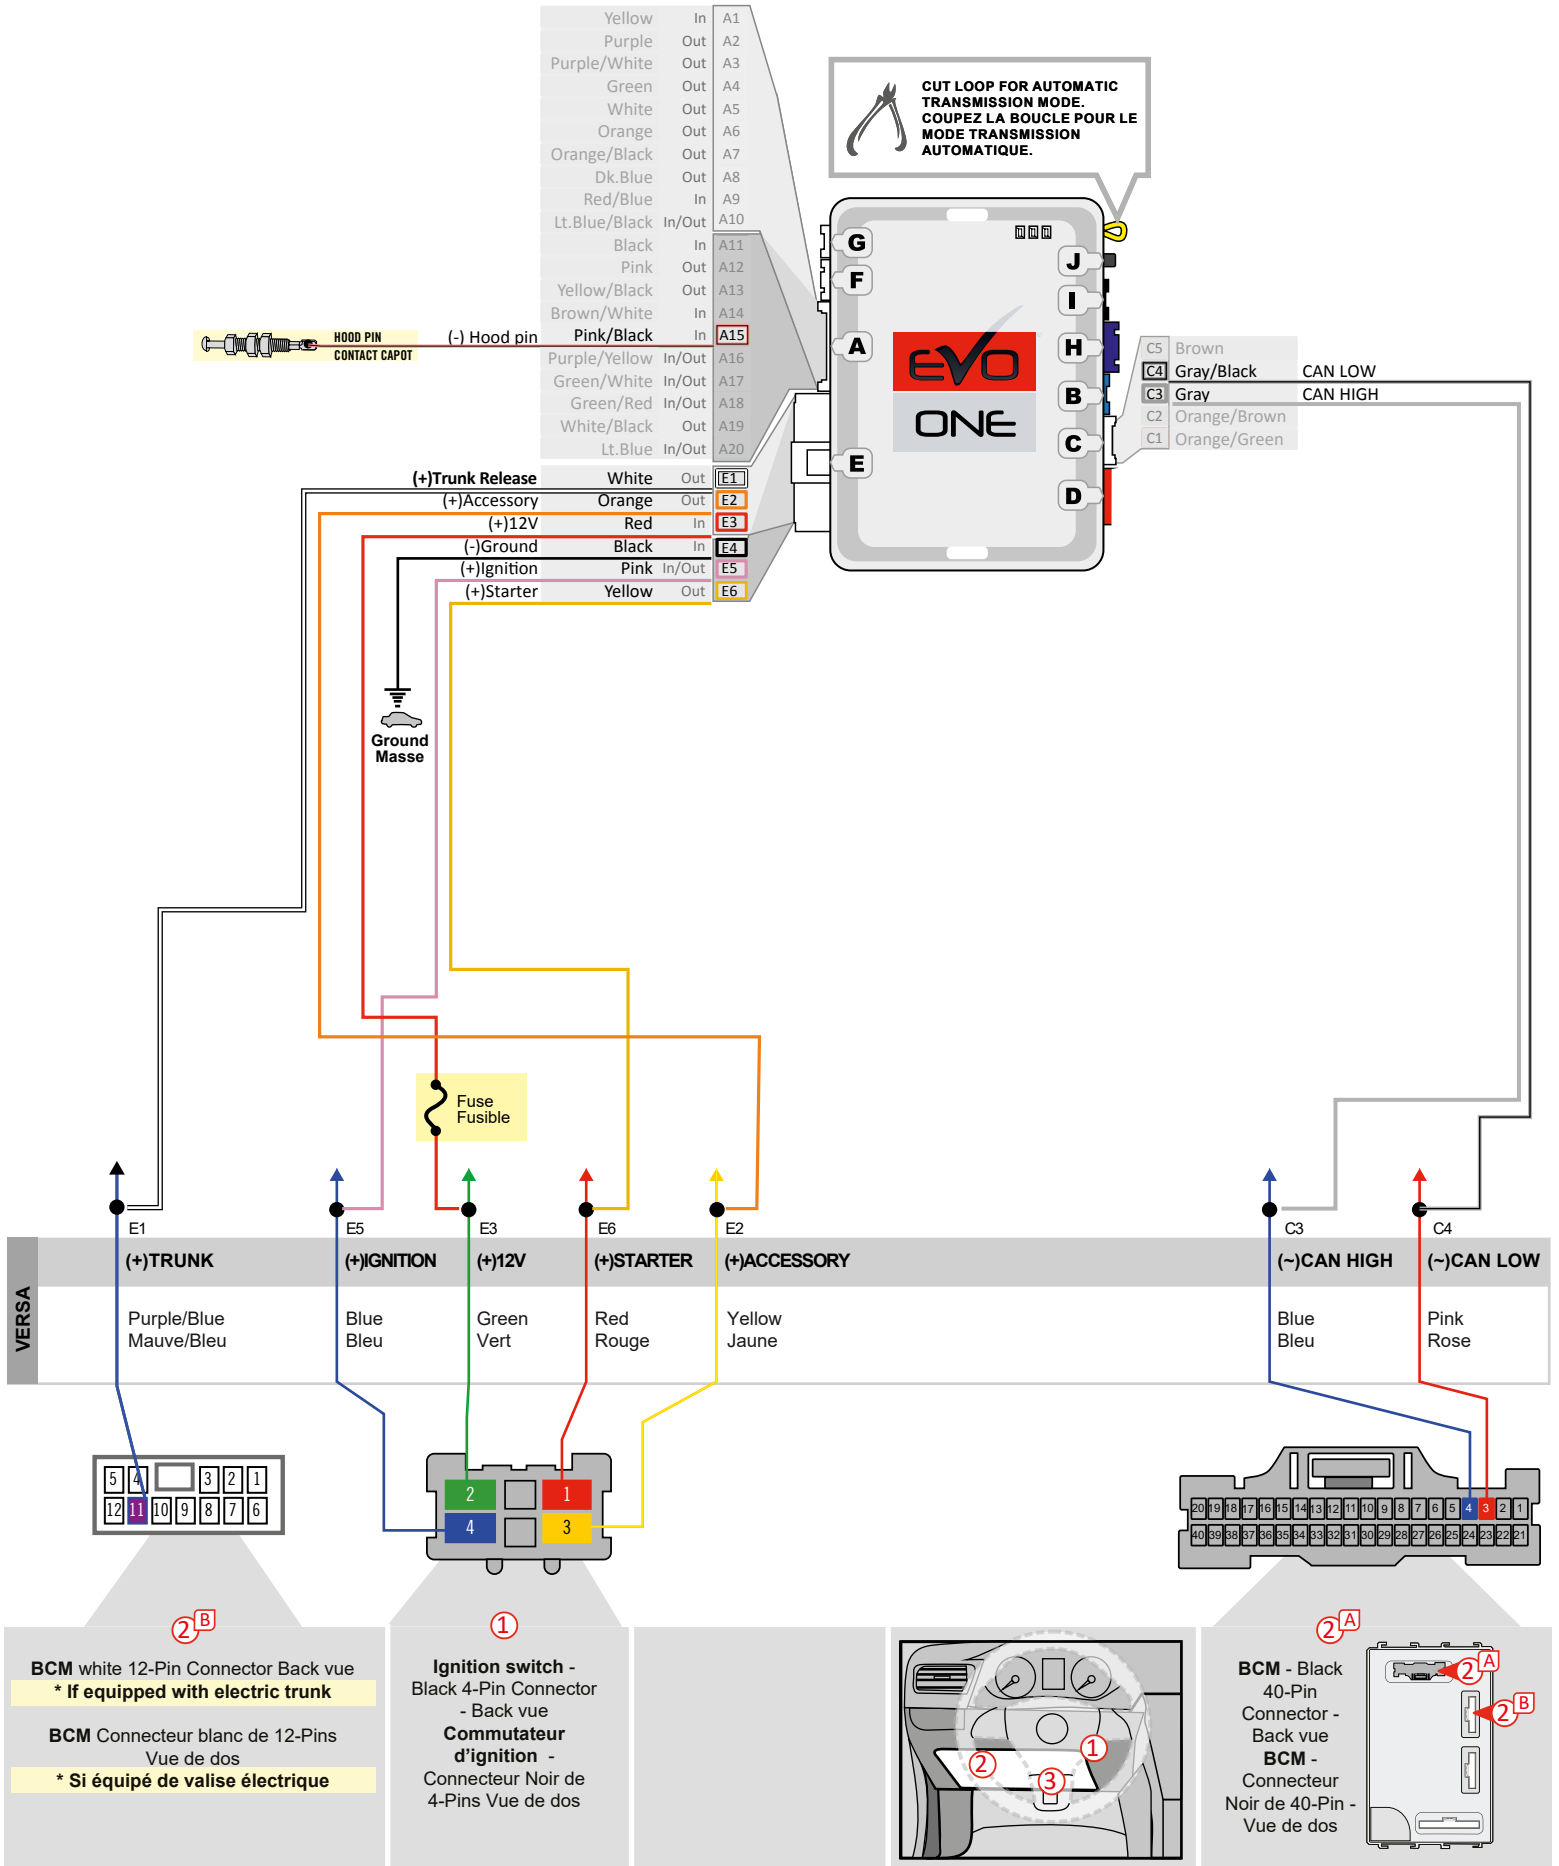 Yellow In A1
Purple Out A2
Purple/White Out A3
Green Out A4
White Out A5
Orange Out A6
Orange/Black Out A7
Dk.Blue Out A8
Red/Blue In A9
Lt.Blue/Black In/Out A10
Black In A11
Pink Out A12
Yellow/Black Out A13
Brown/White In A14
HOOD PIN
CONTACT CAPOT
(-) Hood pin Pink/Black In A15
Purple/Yellow In/Out A16
Green/White In/Out A17
Green/Red In/Out A18
White/Black Out A19
Lt.Blue In/Out A20
(+)Trunk Release White Out E1
(+)Accessory Orange Out E2
(+)12V Red In E3
(-)Ground Black In E4
(+)Ignition Pink In/Out E5
(+)Starter Yellow Out E6
CUT LOOP FOR AUTOMATIC
TRANSMISSION MODE.
COUPEZ LA BOUCLE POUR LE
MODE TRANSMISSION
AUTOMATIQUE.
G
F
A
E
J
I
H
B
C
D
EVO
ONE
C5 Brown
C4 Gray/Black CAN LOW
C3 Gray CAN HIGH
C2 Orange/Brown
C1 Orange/Green
Ground
Masse
Fuse
Fusible
E1 E5 E3 E6 E2 C3 C4
VERSA
(+)TRUNK (+)IGNITION (+)12V (+)STARTER (+)ACCESSORY (~)CAN HIGH (~)CAN LOW
Purple/Blue Blue Green Red Yellow Blue Pink
Mauve/Bleu Bleu Vert Rouge Jaune Bleu Rose
5 4 3 2 1
12 11 10 9 8 7 6
2 1
4 3
20 19 18 17 16 15 14 13 12 11 10 9 8 7 6 5 4 3 2 1
40 39 38 37 36 35 34 33 32 31 30 29 28 27 26 25 24 23 22 21
2 B
BCM white 12-Pin Connector Back vue
* If equipped with electric trunk
BCM Connecteur blanc de 12-Pins
Vue de dos
* Si équipé de valise électrique
1
Ignition switch -
Black 4-Pin Connector
- Back vue
Commutateur
d'ignition -
Connecteur Noir de
4-Pins Vue de dos
1
2
3
2 A
BCM - Black
40-Pin
Connector -
Back vue
BCM -
Connecteur
Noir de 40-Pin -
Vue de dos
2 A
2 B